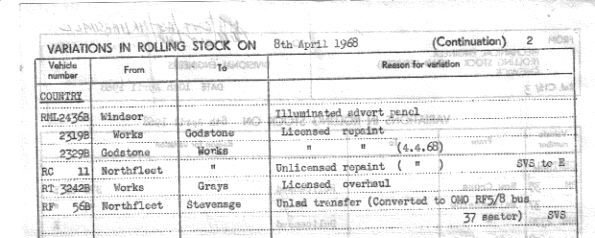 VARIATIONS IN ROLLING STOCK ON 8th April 1968 (Continuation) 2
Vehicle number From To Reason for variation
COUNTRY
RML2436B Windsor Illuminated advert panel
2319B Works Godstone Licensed repaint
2329B Godstone Works " " (4.4.68)
RC 11 Northfleet " Unlicensed repaint ( " ) SVS to E
RT 3242B Works Grays Licensed overhaul
RF 56B Northfleet Stevenage Unlsd transfer (Converted to OMO RF5/8 bus
37 seater) SVS